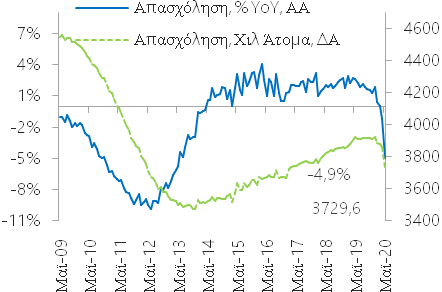 Απασχόληση, % YoY, ΑΑ
Απασχόληση, Χιλ Άτομα, ΔΑ
7%
4%
1%
-2%
-5%
-8%
-11%
4600
4400
4200
4000
3800
3600
3400
-4,9%
3729,6
Μαϊ-09
Μαϊ-10
Μαϊ-11
Μαϊ-12
Μαϊ-13
Μαϊ-14
Μαϊ-15
Μαϊ-16
Μαϊ-17
Μαϊ-18
Μαϊ-19
Μαϊ-20